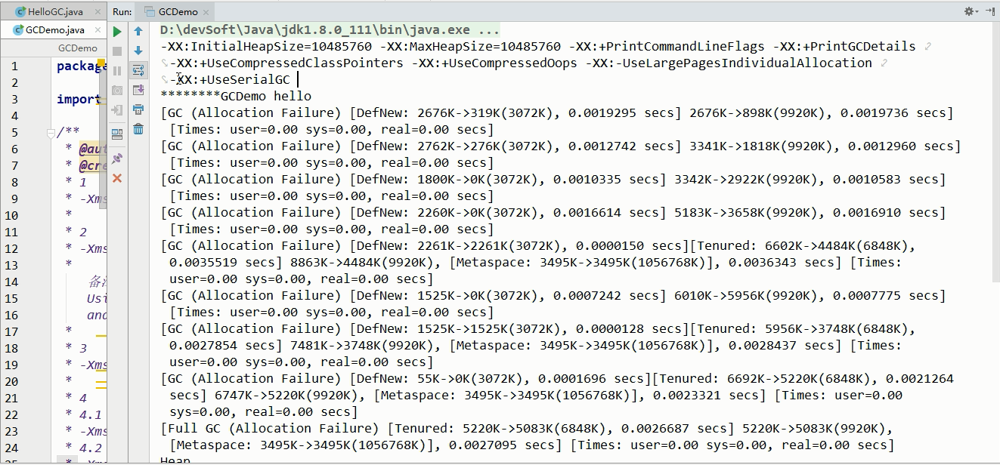 HelloGC.java
GCDemo.java
GCDemo
1 package
2
3 import
4
5 /**
6 * @aut
7 * @cre
8 * 1
9 * -Xms
10 *
11 * 2
12 * -Xms
13 *
14
15 Usi
16 and
17 *
18 * 3
19 * -Xms
20 *
21 * 4
22 * 4.1
23 * -Xms
24 * 4.2
Run: GCDemo
D:\devSoft\Java\jdk1.8.0_111\bin\java.exe ...
-XX:InitialHeapSize=10485760 -XX:MaxHeapSize=10485760 -XX:+PrintCommandLineFlags -XX:+PrintGCDetails
-XX:+UseCompressedClassPointers -XX:+UseCompressedOops -XX:-UseLargePagesIndividualAllocation
-XX:+UseSerialGC
********GCDemo hello
[GC (Allocation Failure) [DefNew: 2676K->319K(3072K), 0.0019295 secs] 2676K->898K(9920K), 0.0019736 secs]
[Times: user=0.00 sys=0.00, real=0.00 secs]
[GC (Allocation Failure) [DefNew: 2762K->276K(3072K), 0.0012742 secs] 3341K->1818K(9920K), 0.0012960 secs]
[Times: user=0.00 sys=0.00, real=0.00 secs]
[GC (Allocation Failure) [DefNew: 1800K->0K(3072K), 0.0010335 secs] 3342K->2922K(9920K), 0.0010583 secs]
[Times: user=0.00 sys=0.00, real=0.00 secs]
[GC (Allocation Failure) [DefNew: 2260K->0K(3072K), 0.0016614 secs] 5183K->3658K(9920K), 0.0016910 secs]
[Times: user=0.00 sys=0.00, real=0.00 secs]
[GC (Allocation Failure) [DefNew: 2261K->2261K(3072K), 0.0000150 secs][Tenured: 6602K->4484K(6848K),
0.0035519 secs] 8863K->4484K(9920K), [Metaspace: 3495K->3495K(1056768K)], 0.0036343 secs] [Times:
user=0.00 sys=0.00, real=0.00 secs]
[GC (Allocation Failure) [DefNew: 1525K->0K(3072K), 0.0007242 secs] 6010K->5956K(9920K), 0.0007775 secs]
[Times: user=0.00 sys=0.00, real=0.00 secs]
[GC (Allocation Failure) [DefNew: 1525K->1525K(3072K), 0.0000128 secs][Tenured: 5956K->3748K(6848K),
0.0027854 secs] 7481K->3748K(9920K), [Metaspace: 3495K->3495K(1056768K)], 0.0028437 secs] [Times:
user=0.00 sys=0.00, real=0.00 secs]
[GC (Allocation Failure) [DefNew: 55K->0K(3072K), 0.0001696 secs][Tenured: 6692K->5220K(6848K), 0.0021264
secs] 6747K->5220K(9920K), [Metaspace: 3495K->3495K(1056768K)], 0.0023321 secs] [Times: user=0.00
sys=0.00, real=0.00 secs]
[Full GC (Allocation Failure) [Tenured: 5220K->5083K(6848K), 0.0026687 secs] 5220K->5083K(9920K),
[Metaspace: 3495K->3495K(1056768K)], 0.0027095 secs] [Times: user=0.00 sys=0.00, real=0.00 secs]
Heap